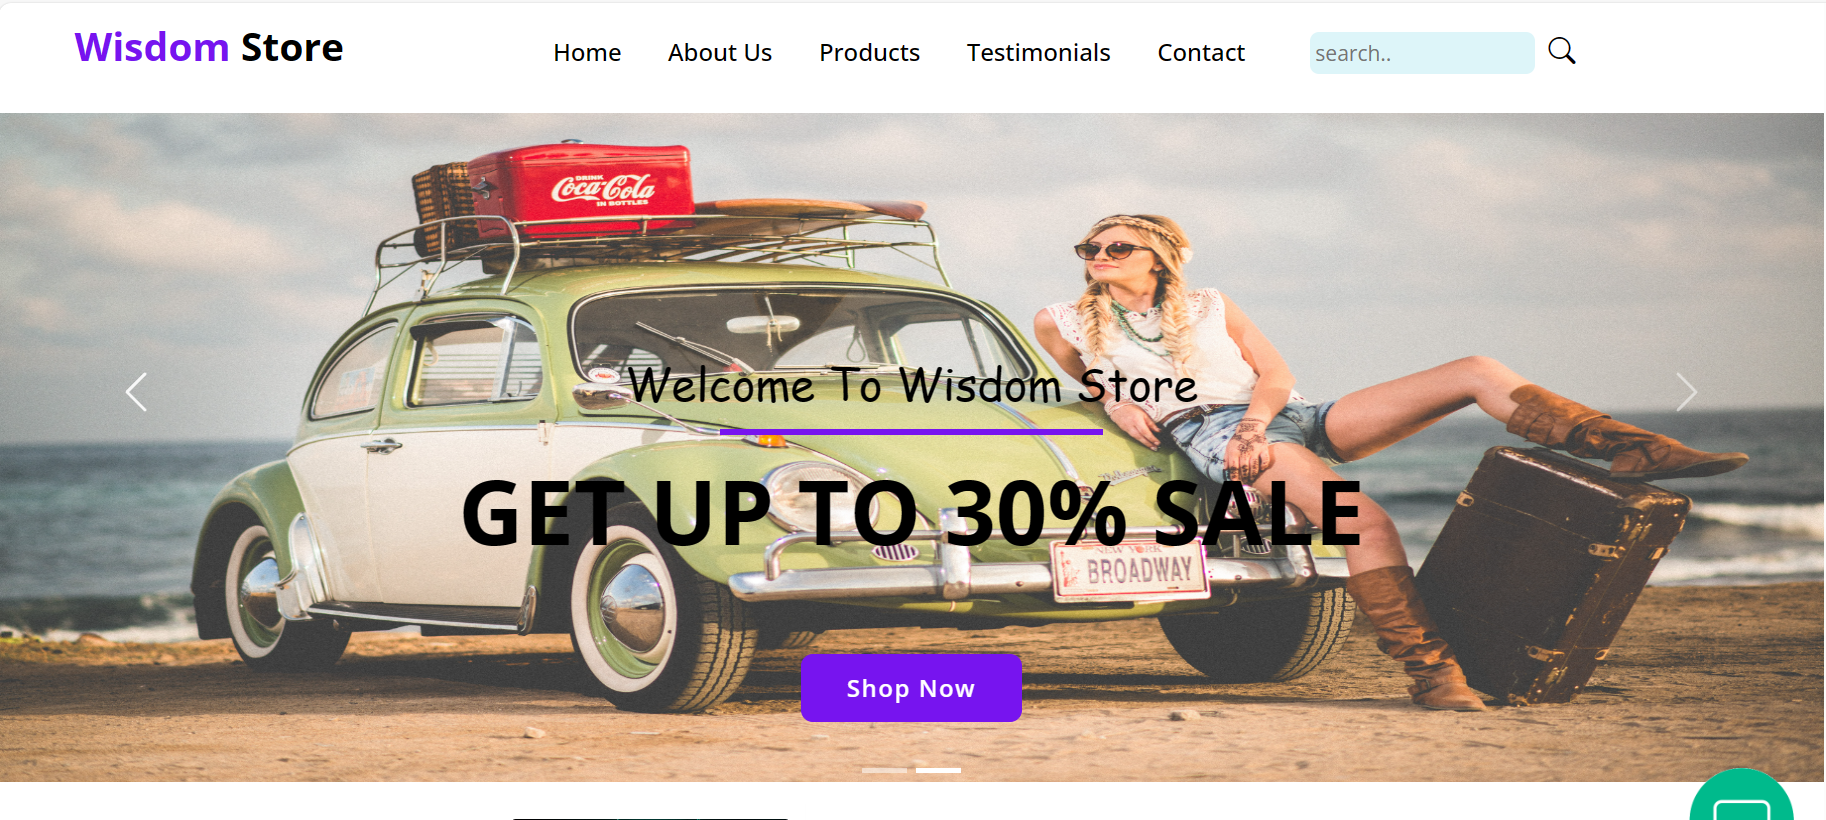 Wisdom Store
Home About Us Products Testimonials Contact search..
DRINK
Coca-Cola
IN BOTTLES
Welcome To Wisdom Store
GET UP TO 30% SALE
NEW YORK
BROADWAY
Shop Now